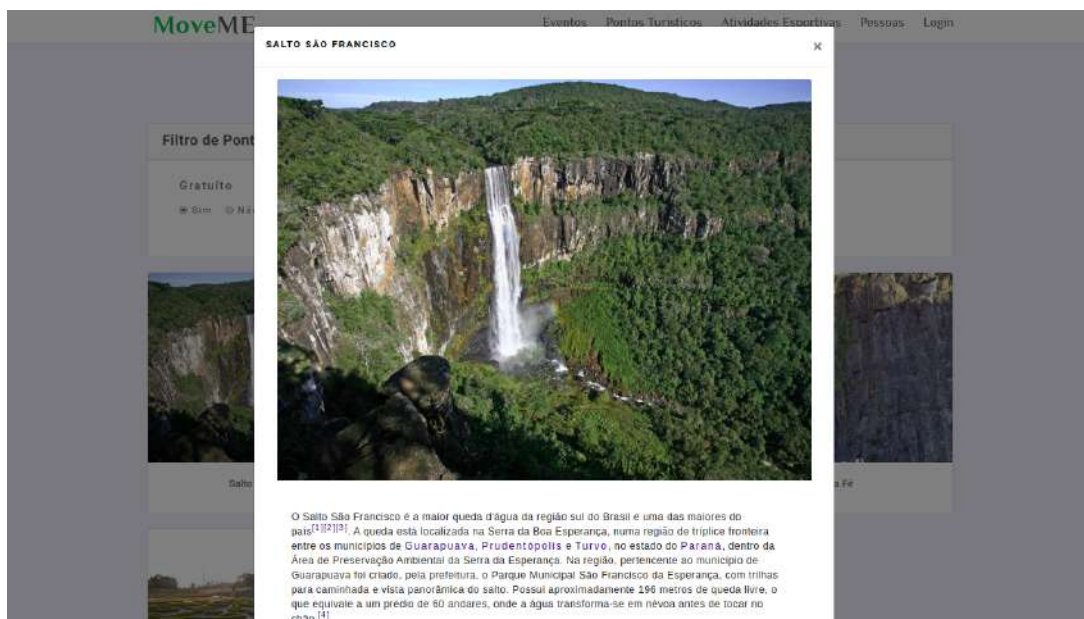 MoveME
Eventos Pontos Turísticos Atividades Esportivas Pessoas Login
SALTO SÃO FRANCISCO ×
Filtro de Pont
Gratuito
Sim Nã
Salto
a Fé
O Salto São Francisco é a maior queda d'água da região sul do Brasil e uma das maiores do
país[1][2][3]. A queda está localizada na Serra da Boa Esperança, numa região de tríplice fronteira
entre os municípios de Guarapuava, Prudentópolis e Turvo, no estado do Paraná, dentro da
Área de Preservação Ambiental da Serra da Esperança. Na região, pertencente ao município de
Guarapuava foi criado, pela prefeitura, o Parque Municipal São Francisco da Esperança, com trilhas
para caminhada e vista panorâmica do salto. Possui aproximadamente 196 metros de queda livre, o
que equivale a um prédio de 60 andares, onde a água transforma-se em névoa antes de tocar no
chão.[4]